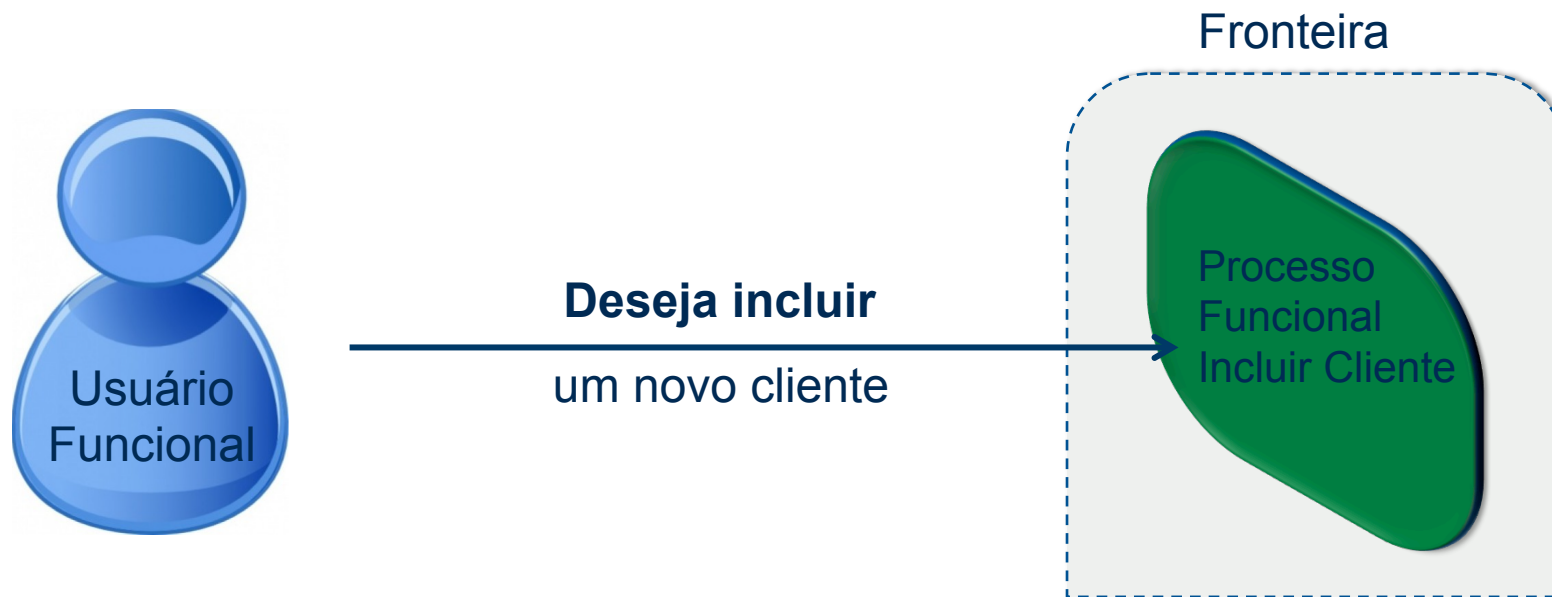 Fronteira
Usuário
Funcional
Deseja incluir
um novo cliente
Processo
Funcional
Incluir Cliente